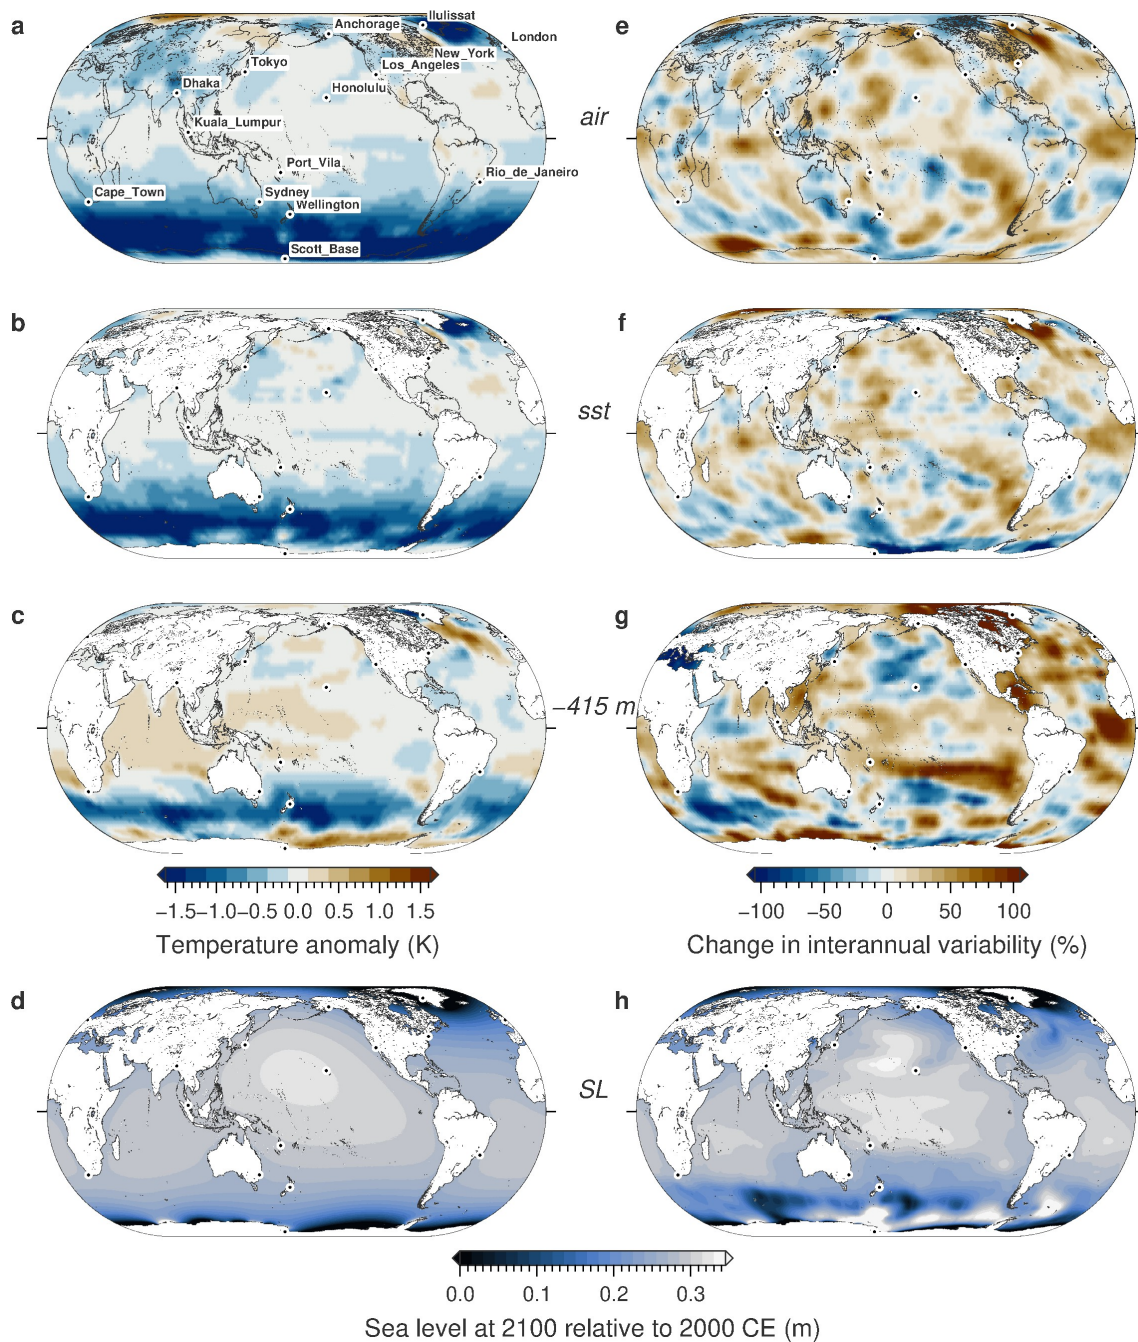 a
Ilulissat
e
Anchorage
London
New_York
Los_Angeles
Tokyo
Dhaka
Honolulu
air
Kuala_Lumpur
Port_Vila
Rio_de_Janeiro
Cape_Town
Sydney
Wellington
Scott_Base
b
f
sst
c
g
−415 m
−1.5−1.0−0.5 0.0 0.5 1.0 1.5
Temperature anomaly (K)
−100 −50 0 50 100
Change in interannual variability (%)
d
h
SL
0.0 0.1 0.2 0.3
Sea level at 2100 relative to 2000 CE (m)